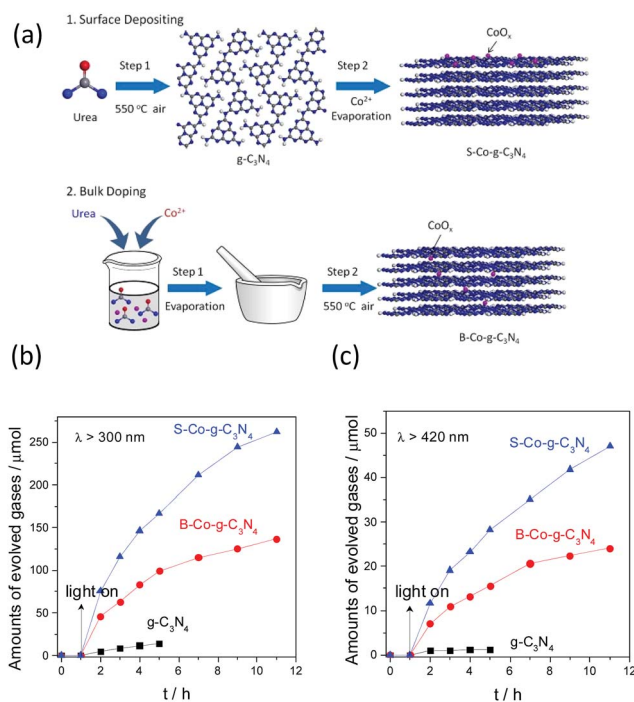 (a)
1. Surface Depositing
Urea
Step 1
550 °C air
g-C₃N₄
Step 2
Co²⁺
Evaporation
CoOₓ
S-Co-g-C₃N₄
2. Bulk Doping
Urea
Co²⁺
Step 1
Evaporation
Step 2
550 °C air
CoOₓ
B-Co-g-C₃N₄
(b)
Amounts of evolved gases / μmol
250
200
150
100
50
0
λ > 300 nm
S-Co-g-C₃N₄
B-Co-g-C₃N₄
light on
g-C₃N₄
0 2 4 6 8 10 12
t / h
(c)
Amounts of evolved gases / μmol
50
40
30
20
10
0
λ > 420 nm
S-Co-g-C₃N₄
B-Co-g-C₃N₄
light on
g-C₃N₄
0 2 4 6 8 10 12
t / h